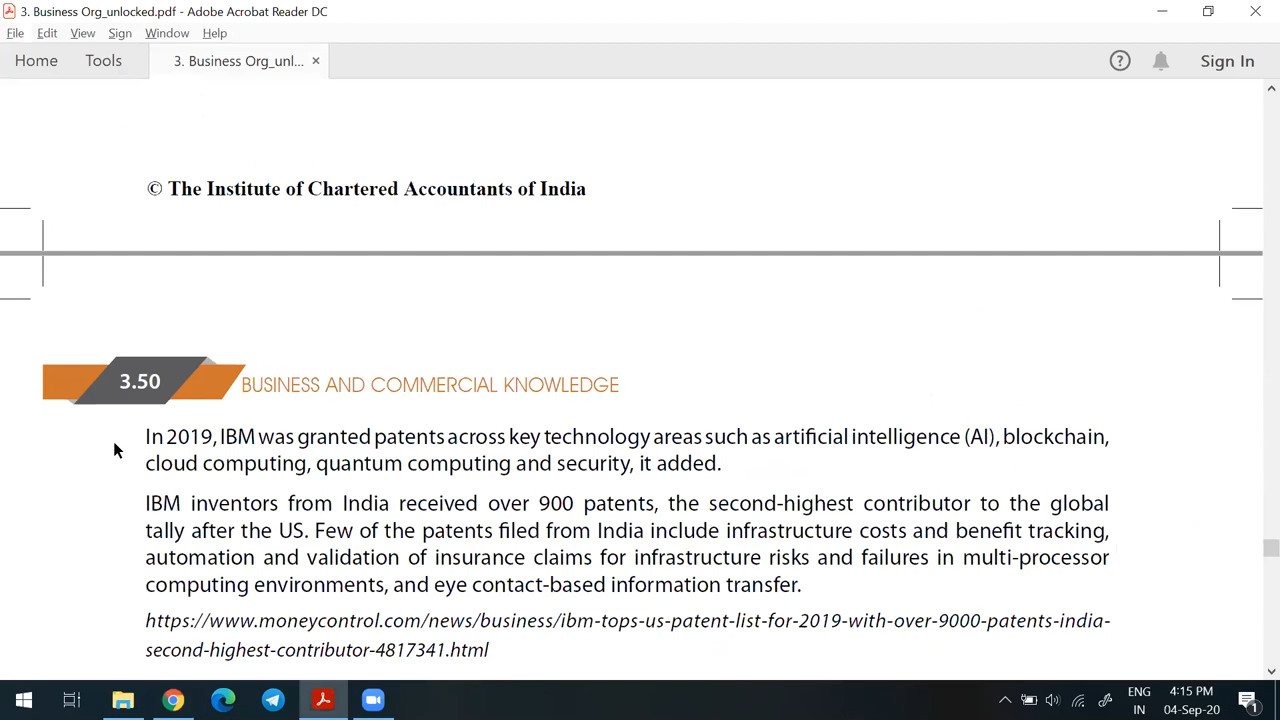 3. Business Org_unlocked.pdf - Adobe Acrobat Reader DC
File Edit View Sign Window Help
Home Tools 3. Business Org_unl... × Sign In
© The Institute of Chartered Accountants of India
3.50 BUSINESS AND COMMERCIAL KNOWLEDGE
In 2019, IBM was granted patents across key technology areas such as artificial intelligence (AI), blockchain,
cloud computing, quantum computing and security, it added.
IBM inventors from India received over 900 patents, the second-highest contributor to the global
tally after the US. Few of the patents filed from India include infrastructure costs and benefit tracking,
automation and validation of insurance claims for infrastructure risks and failures in multi-processor
computing environments, and eye contact-based information transfer.
https://www.moneycontrol.com/news/business/ibm-tops-us-patent-list-for-2019-with-over-9000-patents-india-
second-highest-contributor-4817341.html
ENG 4:15 PM
IN 04-Sep-20 1